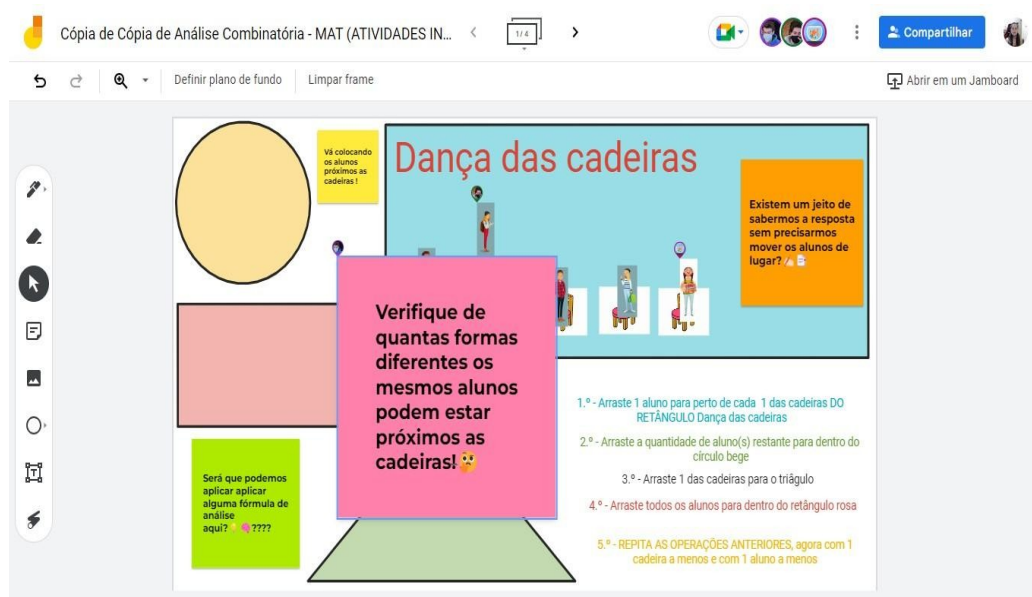 Cópia de Cópia de Análise Combinatória - MAT (ATIVIDADES IN...
1/4
Compartilhar
Definir plano de fundo
Limpar frame
Abrir em um Jamboard
Vá colocando
os alunos
próximos as
cadeiras !
Dança das cadeiras
Existem um jeito de
sabermos a resposta
sem precisarmos
mover os alunos de
lugar?
Verifique de
quantas formas
diferentes os
mesmos alunos
podem estar
próximos as
cadeiras!
Será que podemos
aplicar aplicar
alguma fórmula de
análise
aqui? ????
1.º - Arraste 1 aluno para perto de cada 1 das cadeiras DO
RETÂNGULO Dança das cadeiras
2.º - Arraste a quantidade de aluno(s) restante para dentro do
círculo bege
3.º - Arraste 1 das cadeiras para o triângulo
4.º - Arraste todos os alunos para dentro do retângulo rosa
5.º - REPITA AS OPERAÇÕES ANTERIORES, agora com 1
cadeira a menos e com 1 aluno a menos